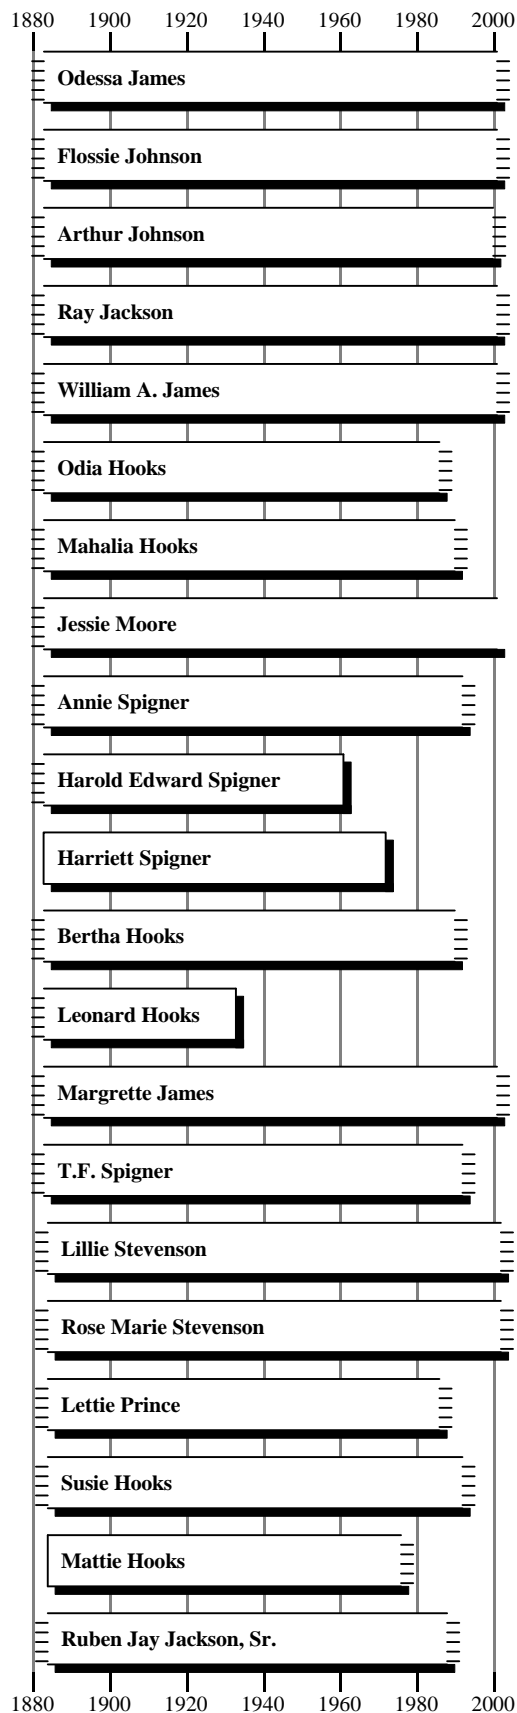 1880 1900 1920 1940 1960 1980 2000
Odessa James
Flossie Johnson
Arthur Johnson
Ray Jackson
William A. James
Odia Hooks
Mahalia Hooks
Jessie Moore
Annie Spigner
Harold Edward Spigner
Harriett Spigner
Bertha Hooks
Leonard Hooks
Margrette James
T.F. Spigner
Lillie Stevenson
Rose Marie Stevenson
Lettie Prince
Susie Hooks
Mattie Hooks
Ruben Jay Jackson, Sr.
1880 1900 1920 1940 1960 1980 2000